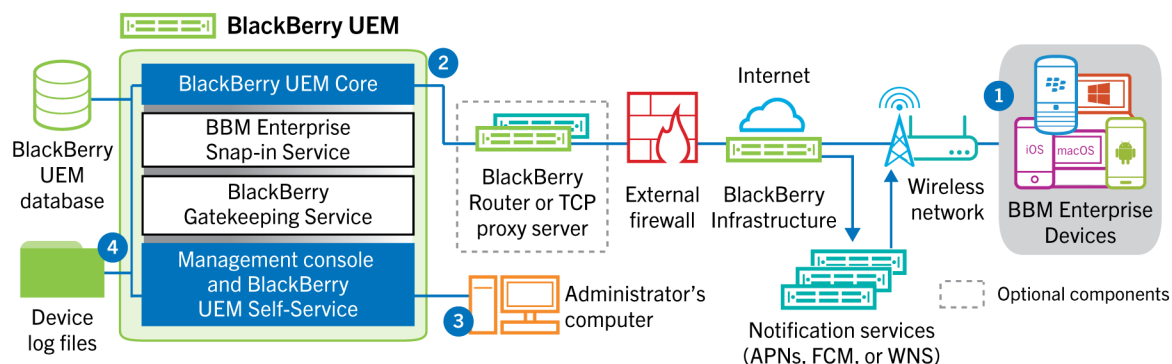 BlackBerry UEM
BlackBerry UEM Core
2
BBM Enterprise
Snap-in Service
BlackBerry
Gatekeeping Service
Management console
and BlackBerry
UEM Self-Service
BlackBerry
UEM
database
4
Device
log files
3
Administrator's
computer
BlackBerry
Router or TCP
proxy server
External
firewall
Internet
BlackBerry
Infrastructure
Wireless
network
1
iOS
macOS
BBM Enterprise
Devices
Notification services
(APNs, FCM, or WNS)
Optional components